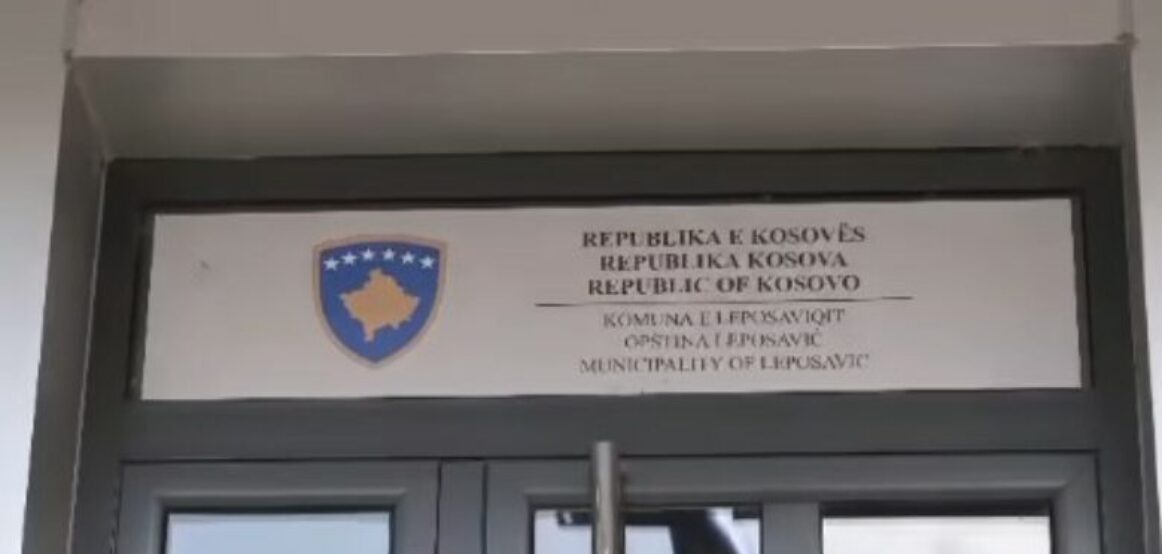 REPUBLIKA E KOSOVËS
REPUBLIKA KOSOVA
REPUBLIC OF KOSOVO
KOMUNA E LEPOSAVIQIT
OPŠTINA LEPOSAVIĆ
MUNICIPALITY OF LEPOSAVIC